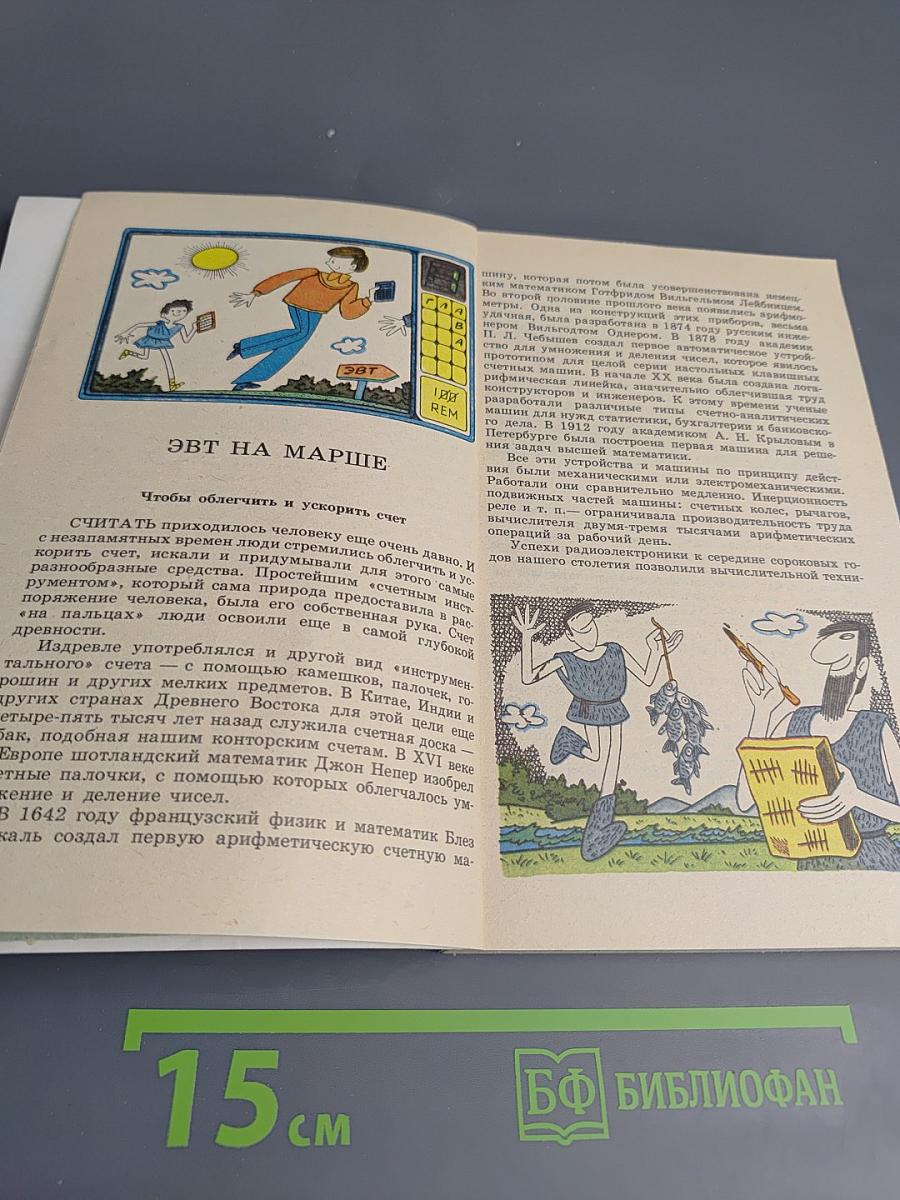 ГЛА
В
А
ЭВТ
100
REM
ЭВТ НА МАРШЕ
Чтобы облегчить и ускорить счет
СЧИТАТЬ приходилось человеку еще очень давно. И
с незапамятных времен люди стремились облегчить и ус-
корить счет, искали и придумывали для этого самые
разнообразные средства. Простейшим «счетным инст-
рументом», который сама природа предоставила в рас-
поряжение человека, была его собственная рука. Счет
«на пальцах» люди освоили еще в самой глубокой
древности.
Издревле употреблялся и другой вид «инструмен-
тального» счета — с помощью камешков, палочек, го-
рошин и других мелких предметов. В Китае, Индии и
других странах Древнего Востока для этой цели еще
четыре-пять тысяч лет назад служила счетная доска —
бак, подобная нашим конторским счетам. В XVI веке
Европе шотландский математик Джон Непер изобрел
етные палочки, с помощью которых облегчалось ум-
жение и деление чисел.
В 1642 году французский физик и математик Блез
каль создал первую арифметическую счетную ма-
шину, которая потом была усовершенствована немец-
ким математиком Готфридом Вильгельмом Лейбницем.
Во второй половине прошлого века появились арифмо-
метры. Одна из конструкций этих приборов, весьма
удачная, была разработана в 1874 году русским инже-
нером Вильгодтом Однером. В 1878 году академик
П. Л. Чебышев создал первое автоматическое устрой-
ство для умножения и деления чисел, которое явилось
прототипом для целой серии настольных клавишных
счетных машин. В начале XX века была создана лога-
рифмическая линейка, значительно облегчившая труд
конструкторов и инженеров. К этому времени ученые
разработали различные типы счетно-аналитических
машин для нужд статистики, бухгалтерии и банковско-
го дела. В 1912 году академиком А. Н. Крыловым в
Петербурге была построена первая машина для реше-
ния задач высшей математики.
Все эти устройства и машины по принципу дейст-
вия были механическими или электромеханическими.
Работали они сравнительно медленно. Инерционность
подвижных частей машины: счетных колес, рычагов,
реле и т. п.— ограничивала производительность труда
вычислителя двумя-тремя тысячами арифметических
операций за рабочий день.
Успехи радиоэлектроники к середине сороковых го-
дов нашего столетия позволили вычислительной техни-
15 см
БФ БИБЛИОФАН